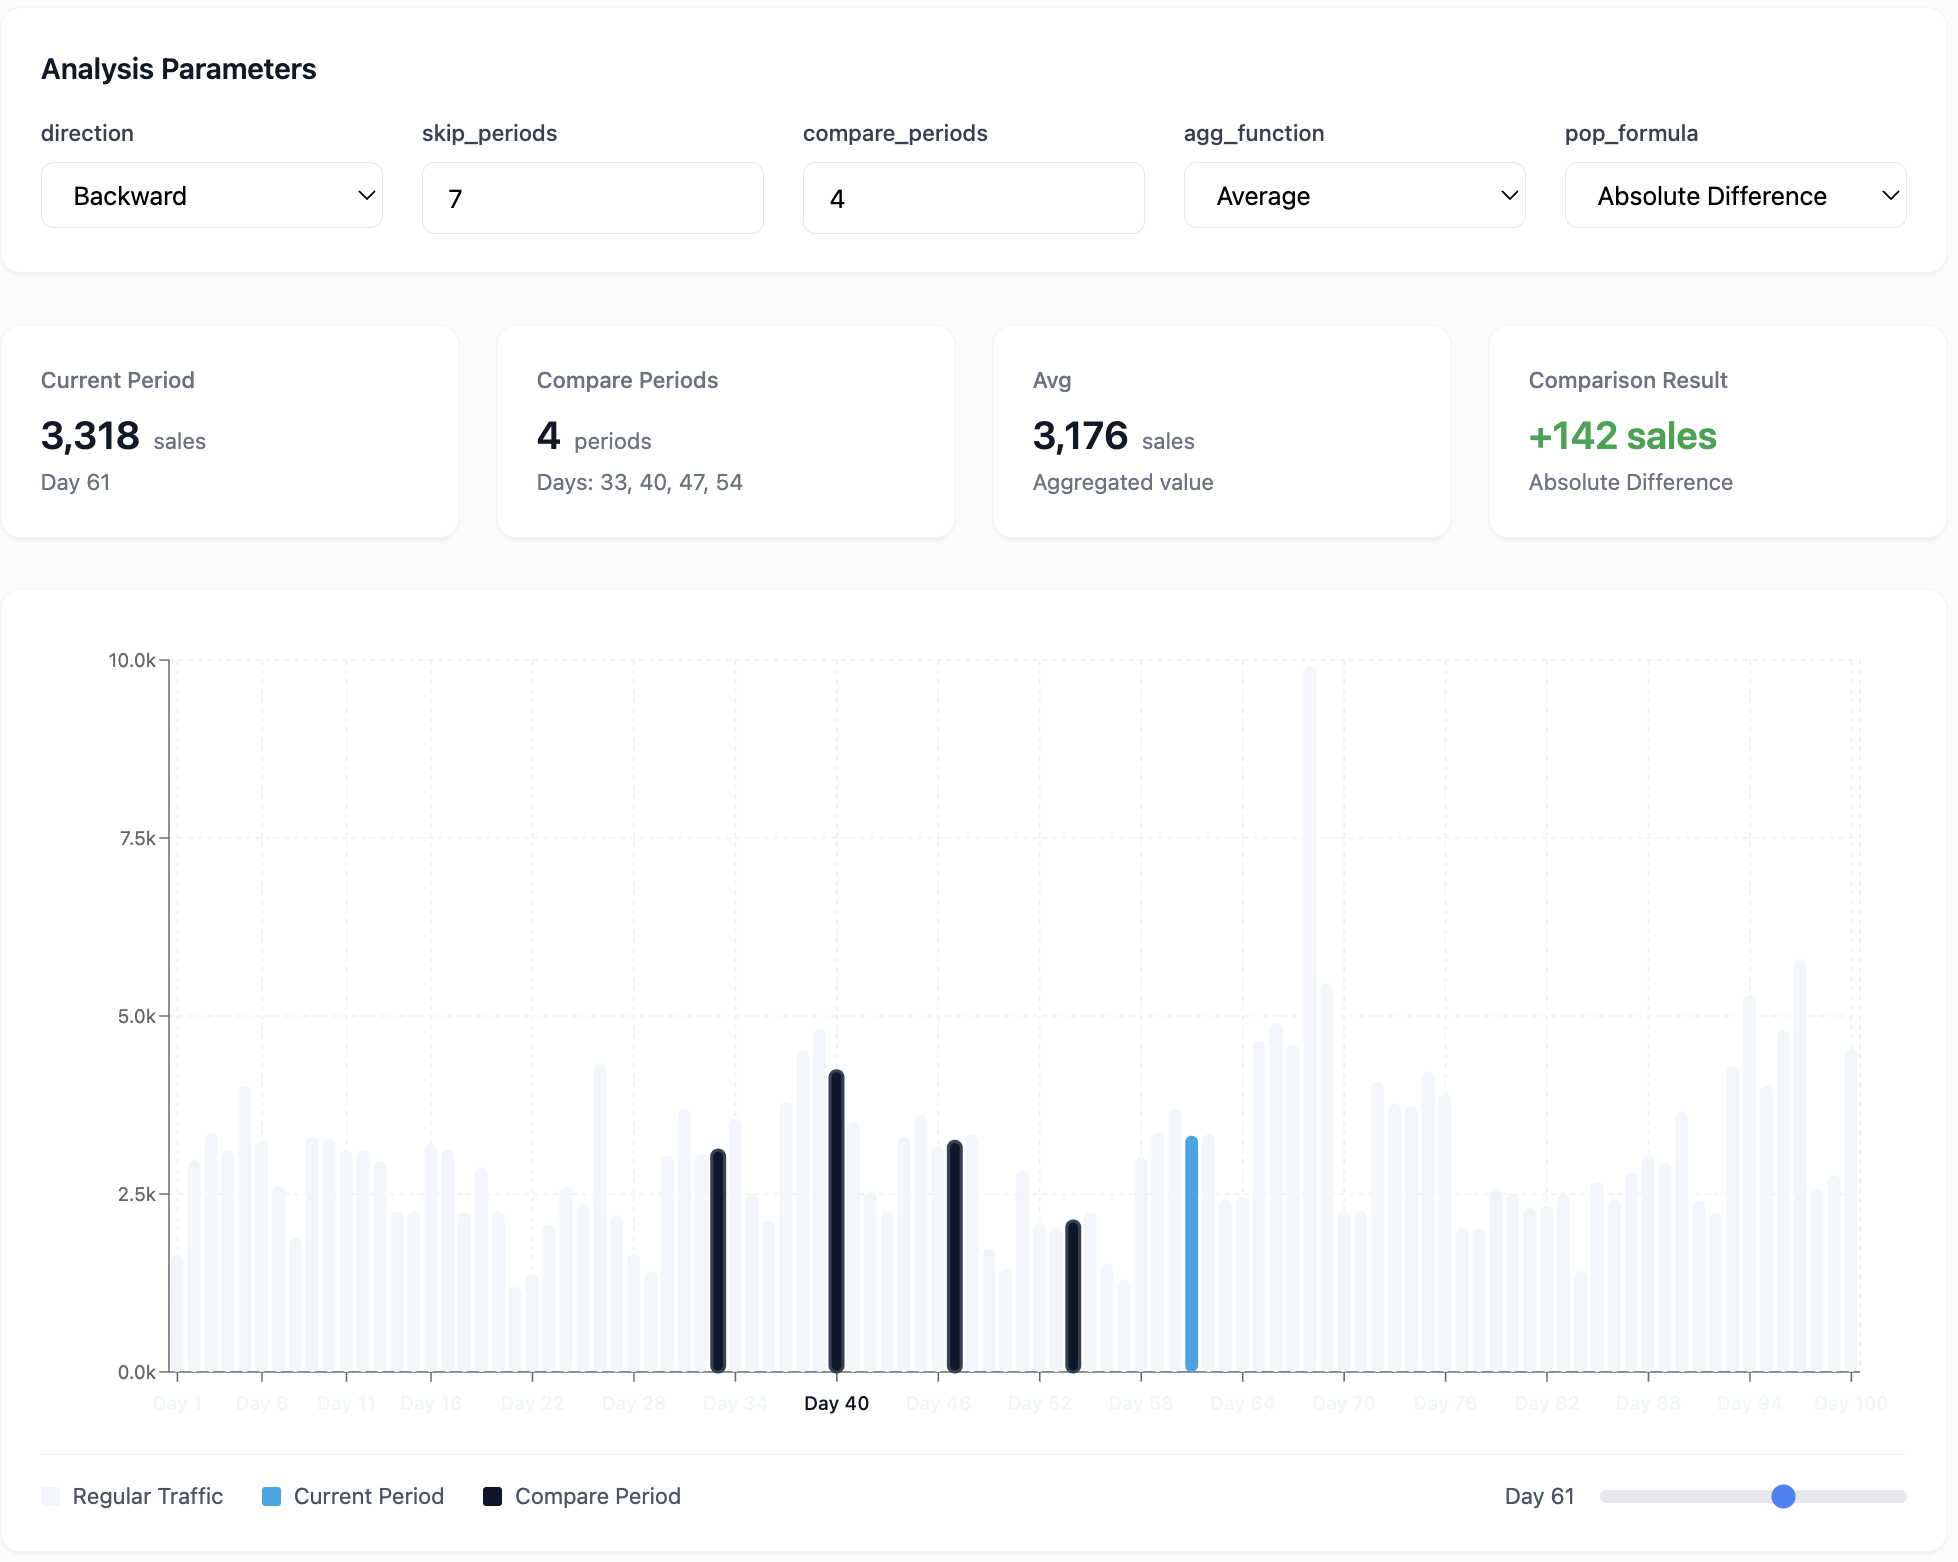 Analysis Parameters
direction
skip_periods
compare_periods
agg_function
pop_formula
Backward
7
4
Average
Absolute Difference
Current Period
3,318 sales
Day 61
Compare Periods
4 periods
Days: 33, 40, 47, 54
Avg
3,176 sales
Aggregated value
Comparison Result
+142 sales
Absolute Difference
10.0k
7.5k
5.0k
2.5k
0.0k
Day 1
Day 6
Day 11
Day 16
Day 22
Day 28
Day 34
Day 40
Day 46
Day 52
Day 58
Day 64
Day 70
Day 76
Day 82
Day 88
Day 94
Day 100
Regular Traffic
Current Period
Compare Period
Day 61